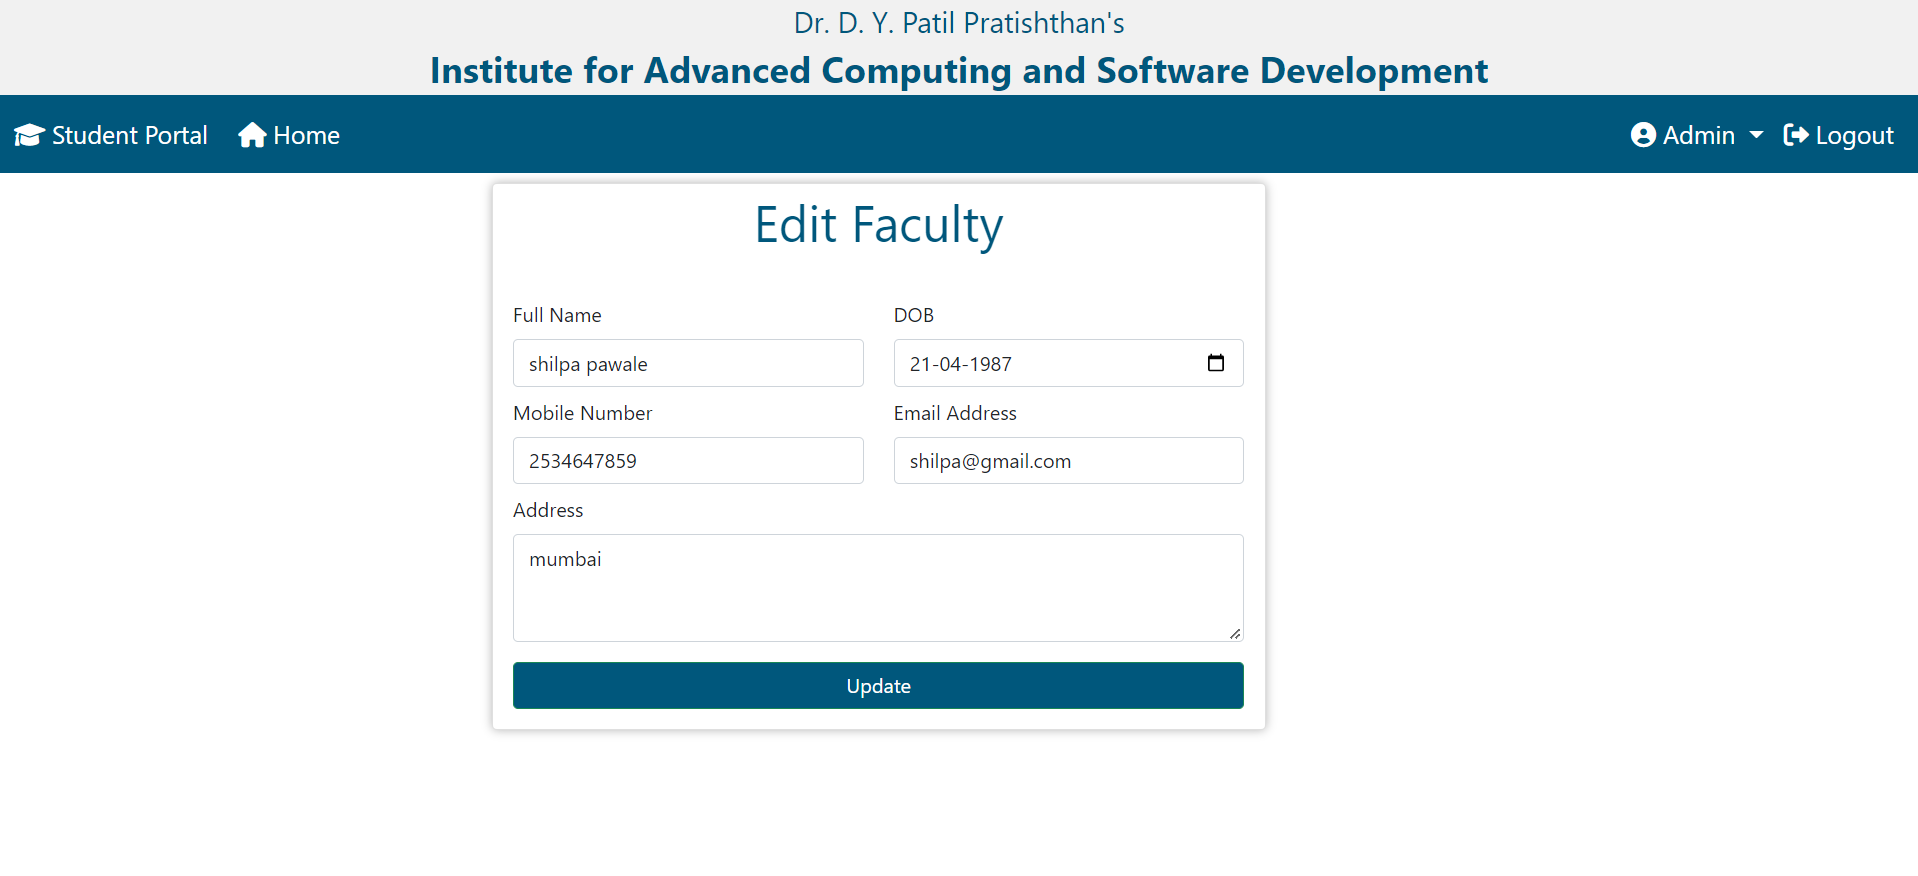 Dr. D. Y. Patil Pratishthan's
Institute for Advanced Computing and Software Development
Student Portal Home Admin Logout
Edit Faculty
Full Name DOB
shilpa pawale 21-04-1987
Mobile Number Email Address
2534647859 shilpa@gmail.com
Address
mumbai
Update